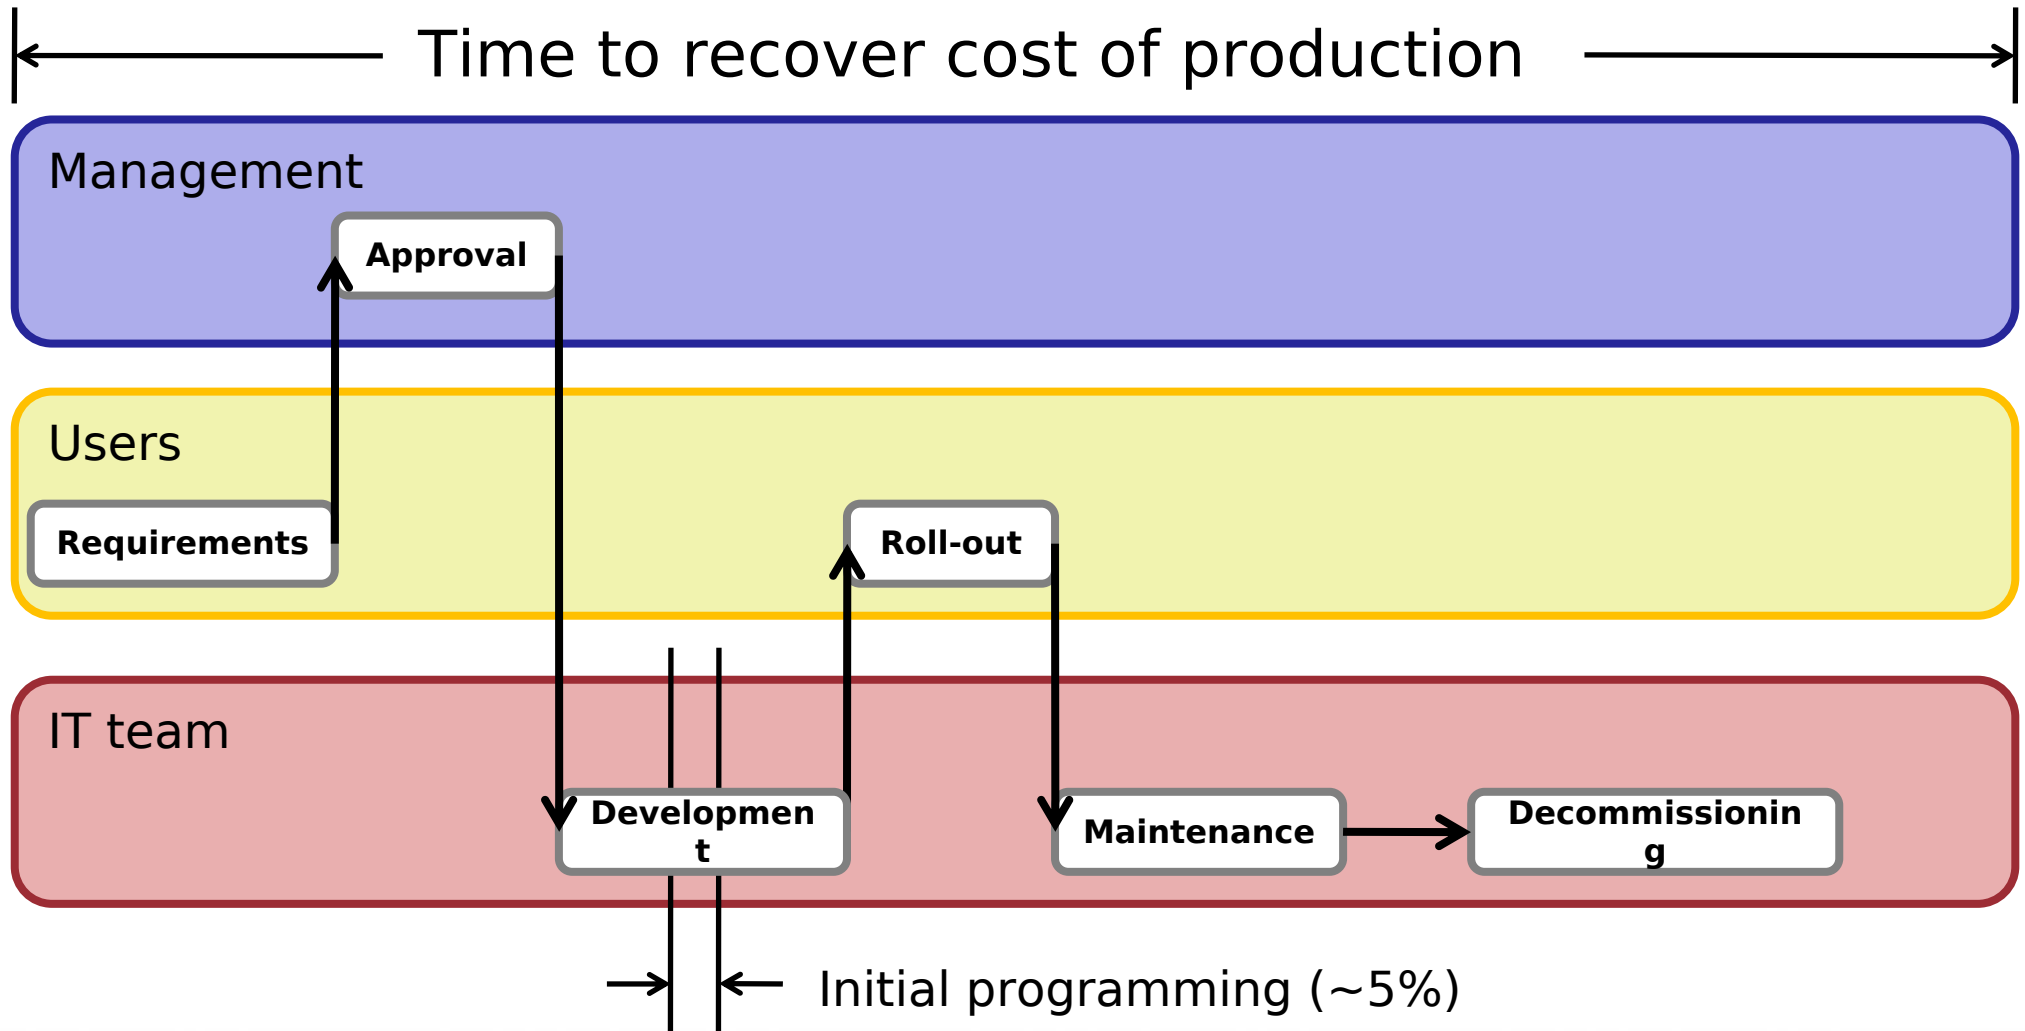 Time to recover cost of production
Management
Approval
Users
Requirements
Roll-out
IT team
Developmen
t
Maintenance
Decommissionin
g
Initial programming (~5%)